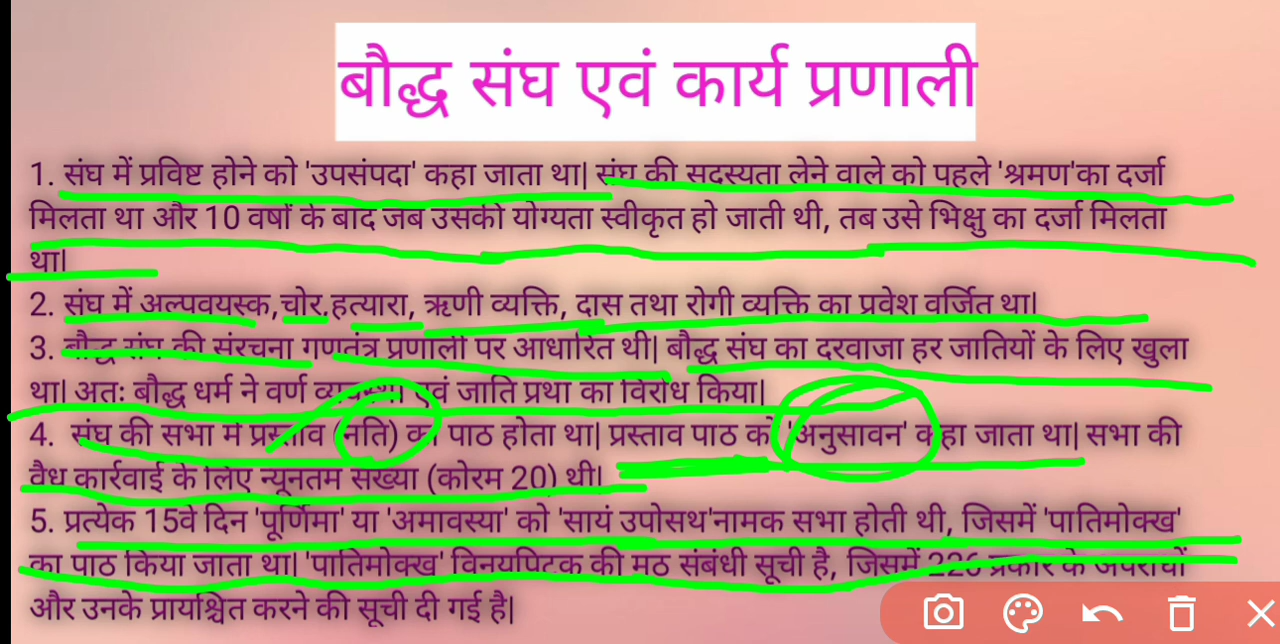 बौद्ध संघ एवं कार्य प्रणाली
1. संघ में प्रविष्ट होने को 'उपसंपदा' कहा जाता था| संघ की सदस्यता लेने वाले को पहले 'श्रमण'का दर्जा
मिलता था और 10 वर्षों के बाद जब उसकी योग्यता स्वीकृत हो जाती थी, तब उसे भिक्षु का दर्जा मिलता
था|
2. संघ में अल्पवयस्क,चोर,हत्यारा, ऋणी व्यक्ति, दास तथा रोगी व्यक्ति का प्रवेश वर्जित था|
3. बौद्ध संघ की संरचना गणतंत्र प्रणाली पर आधारित थी| बौद्ध संघ का दरवाजा हर जातियों के लिए खुला
था| अतः बौद्ध धर्म ने वर्ण व्यवस्था एवं जाति प्रथा का विरोध किया|
4. संघ की सभा में प्रस्ताव (नति) का पाठ होता था| प्रस्ताव पाठ को 'अनुसावन' कहा जाता था| सभा की
वैध कार्रवाई के लिए न्यूनतम संख्या (कोरम 20) थी|
5. प्रत्येक 15वें दिन 'पूर्णिमा' या 'अमावस्या' को 'सायं उपोसथ'नामक सभा होती थी, जिसमें 'पातिमोक्ख'
का पाठ किया जाता था| 'पातिमोक्ख' विनयपिटक की मठ संबंधी सूची है, जिसमें 226 प्रकार के अपराधों
और उनके प्रायश्चित करने की सूची दी गई है|